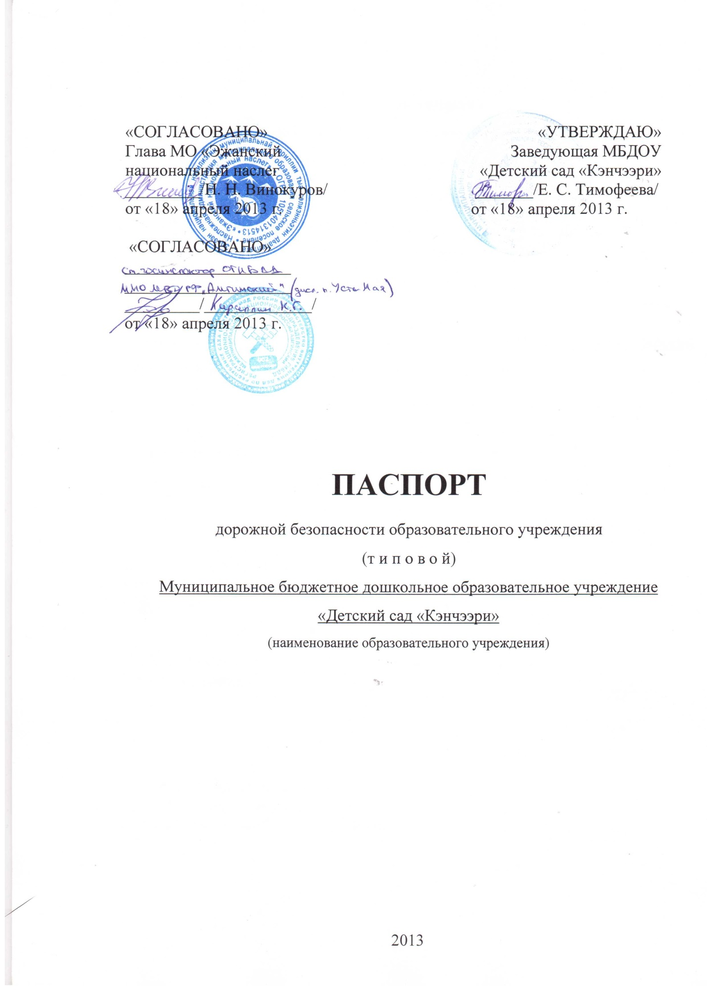 «СОГЛАСОВАНО»
Глава МО «Эжанский
национальный наслег
/Н. Н. Винокуров/
от «18» апреля 2013 г.
«УТВЕРЖДАЮ»
Заведующая МБДОУ
«Детский сад «Кэнчээри»
/Е. С. Тимофеева/
от «18» апреля 2013 г.
«СОГЛАСОВАНО»
ст. госинспектор ОГИБДД
ММО МВД РФ „Амгинский" (дисл. п. Усть-Мая)
/ Кириллин К.Г. /
от «18» апреля 2013 г.
ПАСПОРТ
дорожной безопасности образовательного учреждения
(т и п о в о й)
Муниципальное бюджетное дошкольное образовательное учреждение
«Детский сад «Кэнчээри»
(наименование образовательного учреждения)
2013